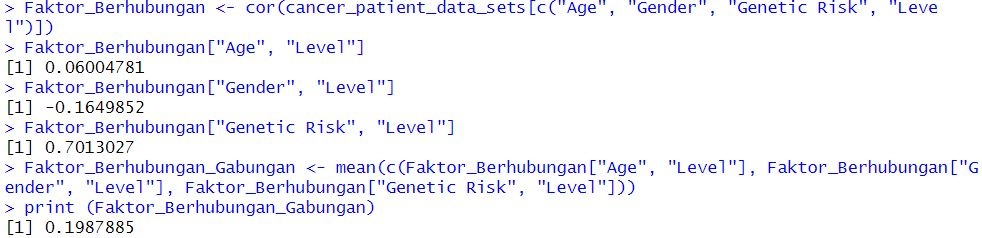 > Faktor_Berhubungan <- cor(cancer_patient_data_sets[c("Age", "Gender", "Genetic Risk", "Leve
l")])
> Faktor_Berhubungan["Age", "Level"]
[1] 0.06004781
> Faktor_Berhubungan["Gender", "Level"]
[1] -0.1649852
> Faktor_Berhubungan["Genetic Risk", "Level"]
[1] 0.7013027
> Faktor_Berhubungan_Gabungan <- mean(c(Faktor_Berhubungan["Age", "Level"], Faktor_Berhubungan["G
ender", "Level"], Faktor_Berhubungan["Genetic Risk", "Level"]))
> print (Faktor_Berhubungan_Gabungan)
[1] 0.1987885